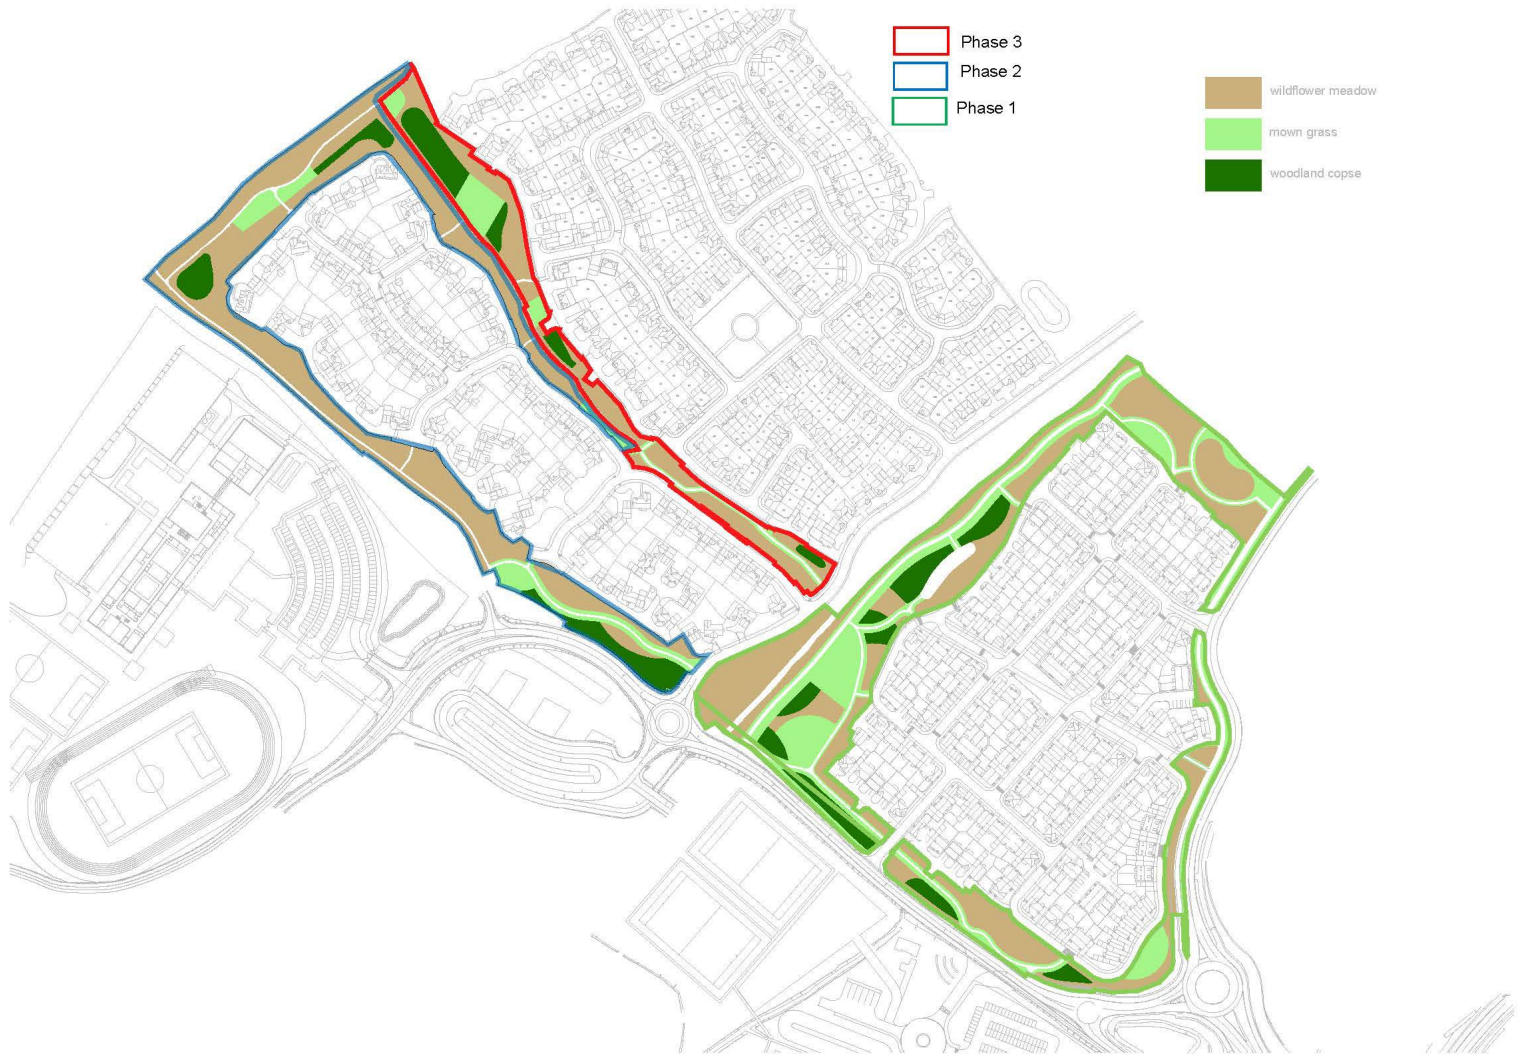 Phase 3
Phase 2
Phase 1
wildflower meadow
mown grass
woodland copse